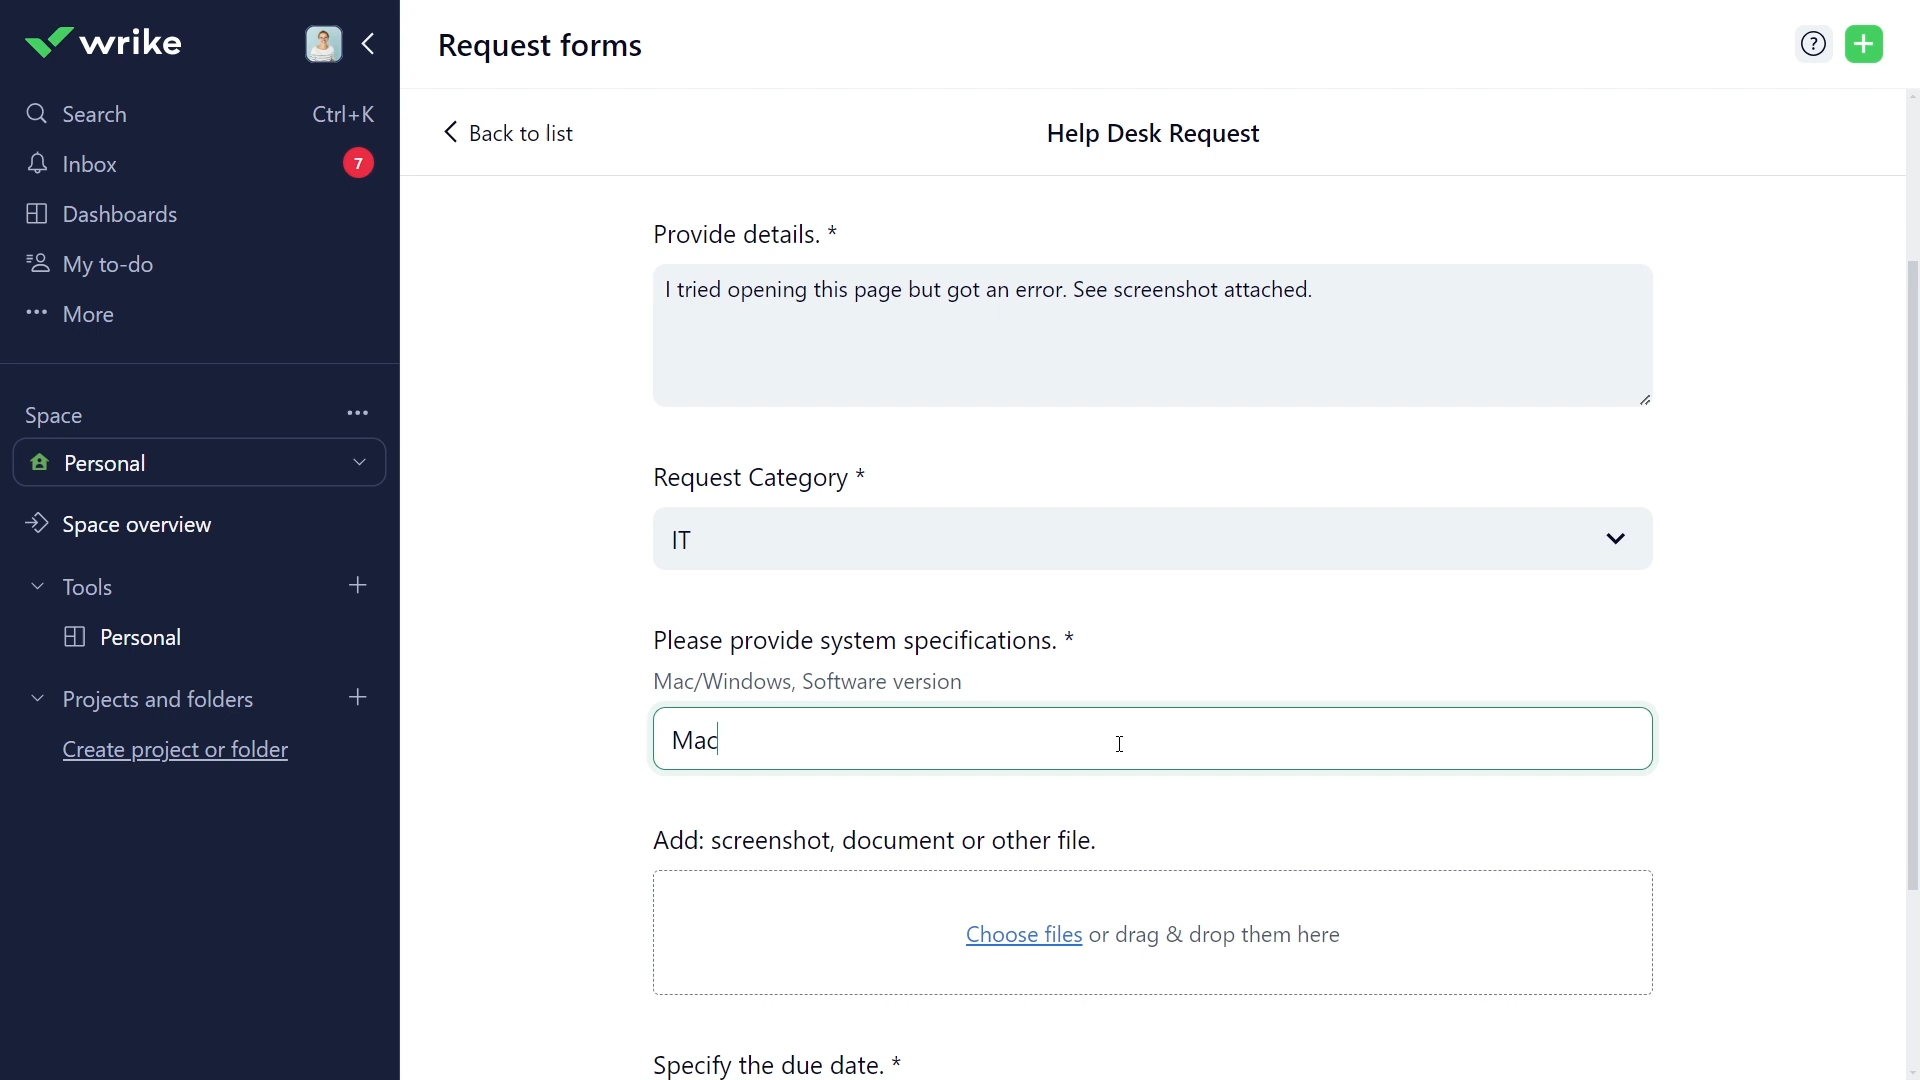 wrike
Search Ctrl+K
Inbox 7
Dashboards
My to-do
More
Space
Personal
Space overview
Tools
Personal
Projects and folders
Create project or folder
Request forms
Back to list
Help Desk Request
Provide details. *
I tried opening this page but got an error. See screenshot attached.
Request Category *
IT
Please provide system specifications. *
Mac/Windows, Software version
Mac
Add: screenshot, document or other file.
Choose files or drag & drop them here
Specify the due date. *